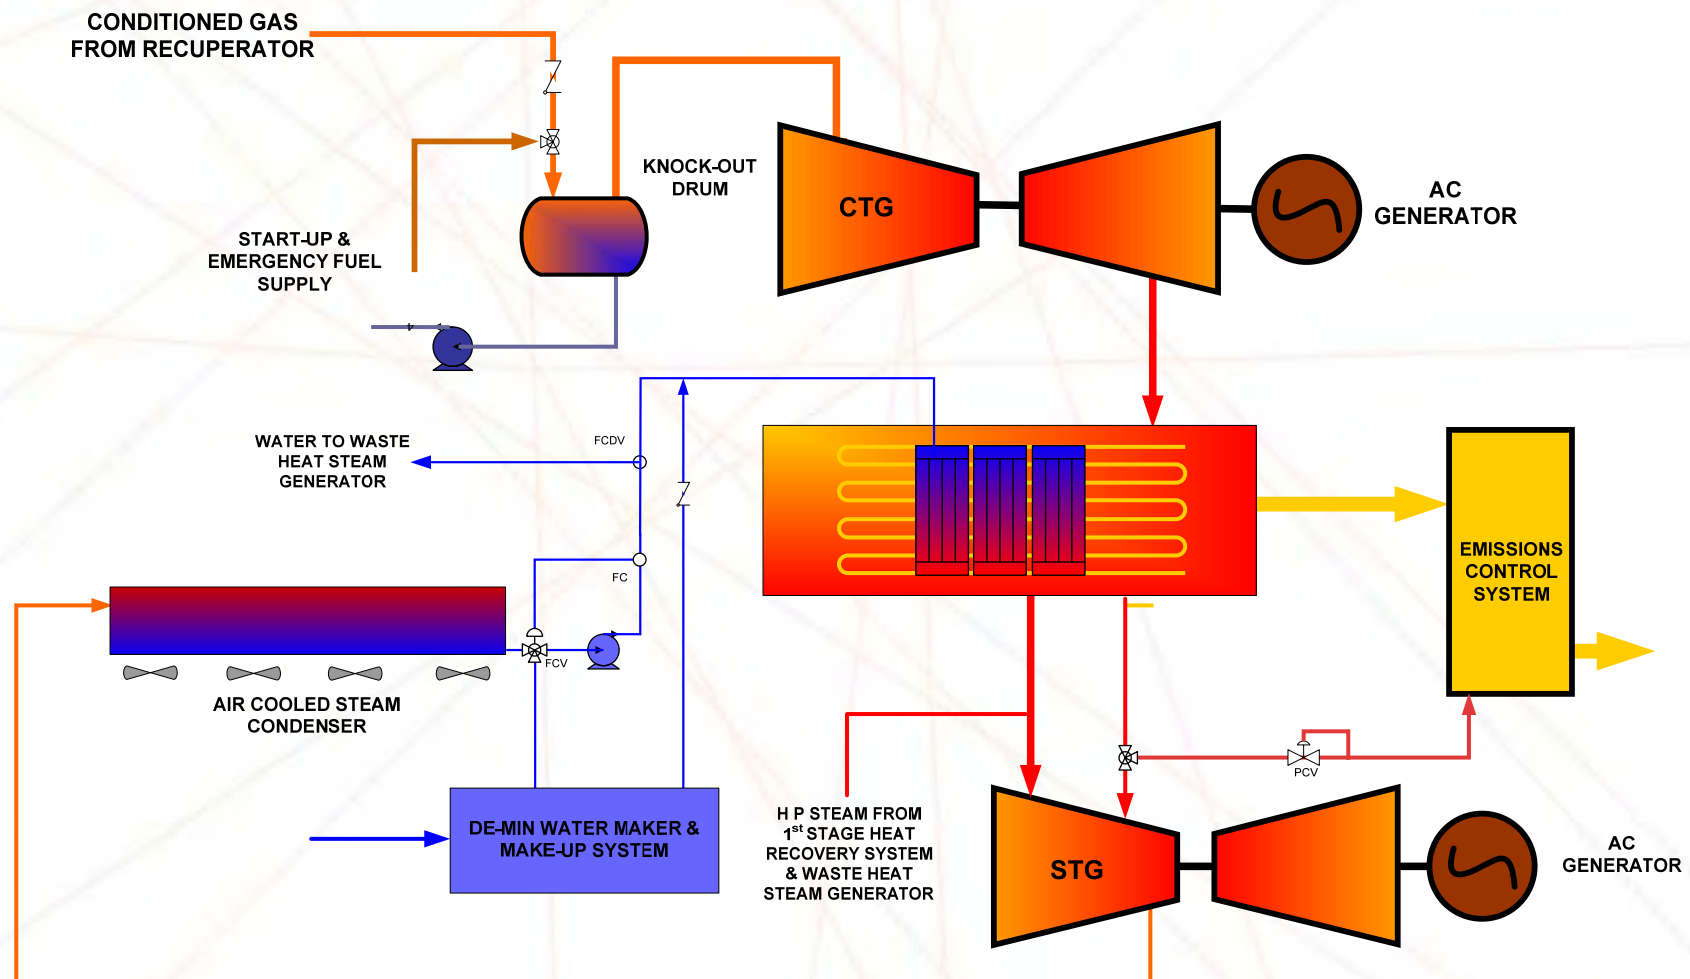 CONDITIONED GAS
FROM RECUPERATOR
KNOCK-OUT
DRUM
CTG
AC
GENERATOR
START-UP &
EMERGENCY FUEL
SUPPLY
WATER TO WASTE
HEAT STEAM
GENERATOR
FCDV
FC
FCV
EMISSIONS
CONTROL
SYSTEM
AIR COOLED STEAM
CONDENSER
PCV
DE-MIN WATER MAKER &
MAKE-UP SYSTEM
H P STEAM FROM
1st STAGE HEAT
RECOVERY SYSTEM
& WASTE HEAT
STEAM GENERATOR
STG
AC
GENERATOR